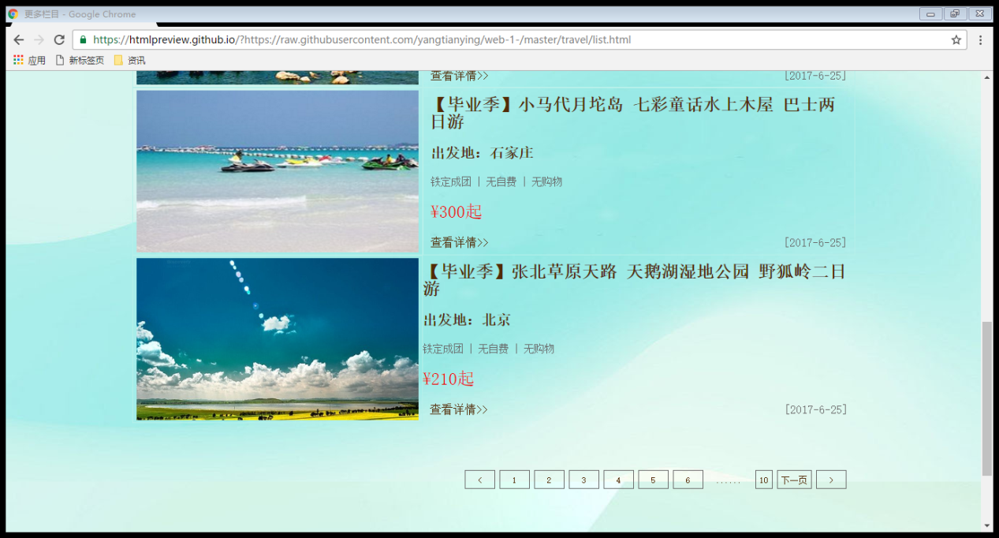 更多栏目 - Google Chrome
https://htmlpreview.github.io/?https://raw.githubusercontent.com/yangtianying/web-1-/master/travel/list.html
应用 新标签页 资讯
查看详情>> [2017-6-25]
【毕业季】小马代月坨岛 七彩童话水上木屋 巴士两
日游
出发地：石家庄
铁定成团 | 无自费 | 无购物
¥300起
查看详情>> [2017-6-25]
【毕业季】张北草原天路 天鹅湖湿地公园 野狐岭二日
游
出发地：北京
铁定成团 | 无自费 | 无购物
¥210起
查看详情>> [2017-6-25]
< 1 2 3 4 5 6 ...... 10 下一页 >